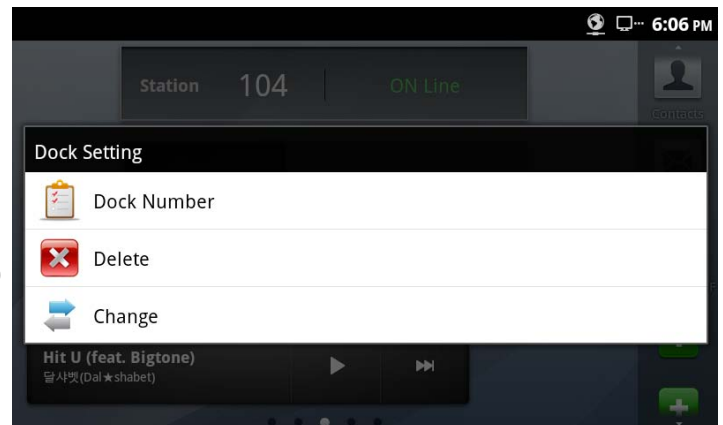 6:06 PM
Station 104 ON Line
Contacts
Dock Setting
Dock Number
Delete
Change
Hit U (feat. Bigtone)
달샤벳(Dal★shabet)